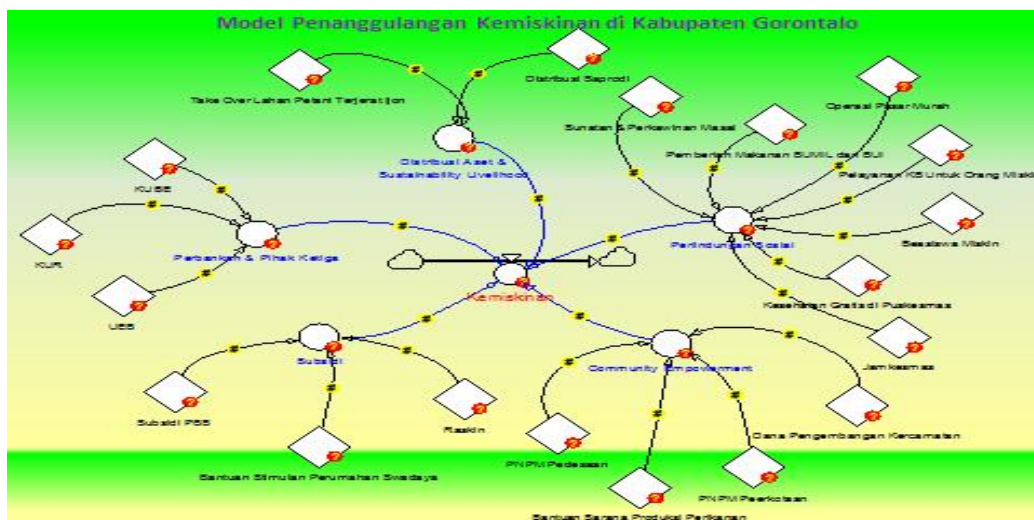 Model Penanggulangan Kemiskinan di Kabupaten Gorontalo
Take Over Lahan Petani Terjerat Ijon
Distribusi Saprodi
Sunatan & Perkawinan Masal
Operasi Pasar Murah
Pemberian Makanan BUMIL dan BUI
Pelayanan KB Untuk Orang Miskin
Distribusi Aset &
Sustainability Livelihood
KUBE
KUR
UEB
Perbankan & Pihak Ketiga
Perlindungan Sosial
Beasiswa Miskin
Kesehatan Gratis di Puskesmas
Jamkesmas
Kemiskinan
Subsidi
Community Empowerment
Subsidi PBB
Raskin
Bantuan Stimulan Perumahan Swadaya
PNPM Pedesaan
Dana Pengembangan Kercamatan
PNPM Peerkotaan
Bantuan Sarana Produksi Perikanan